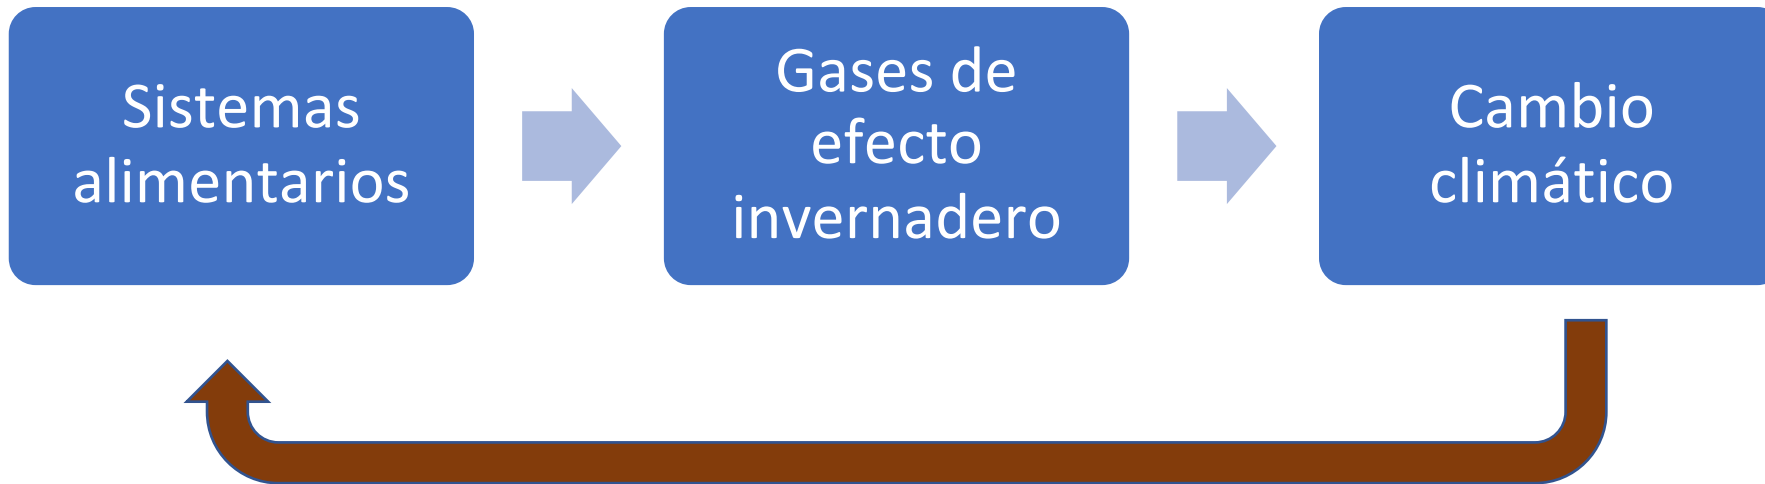 Sistemas
alimentarios
Gases de
efecto
invernadero
Cambio
climático